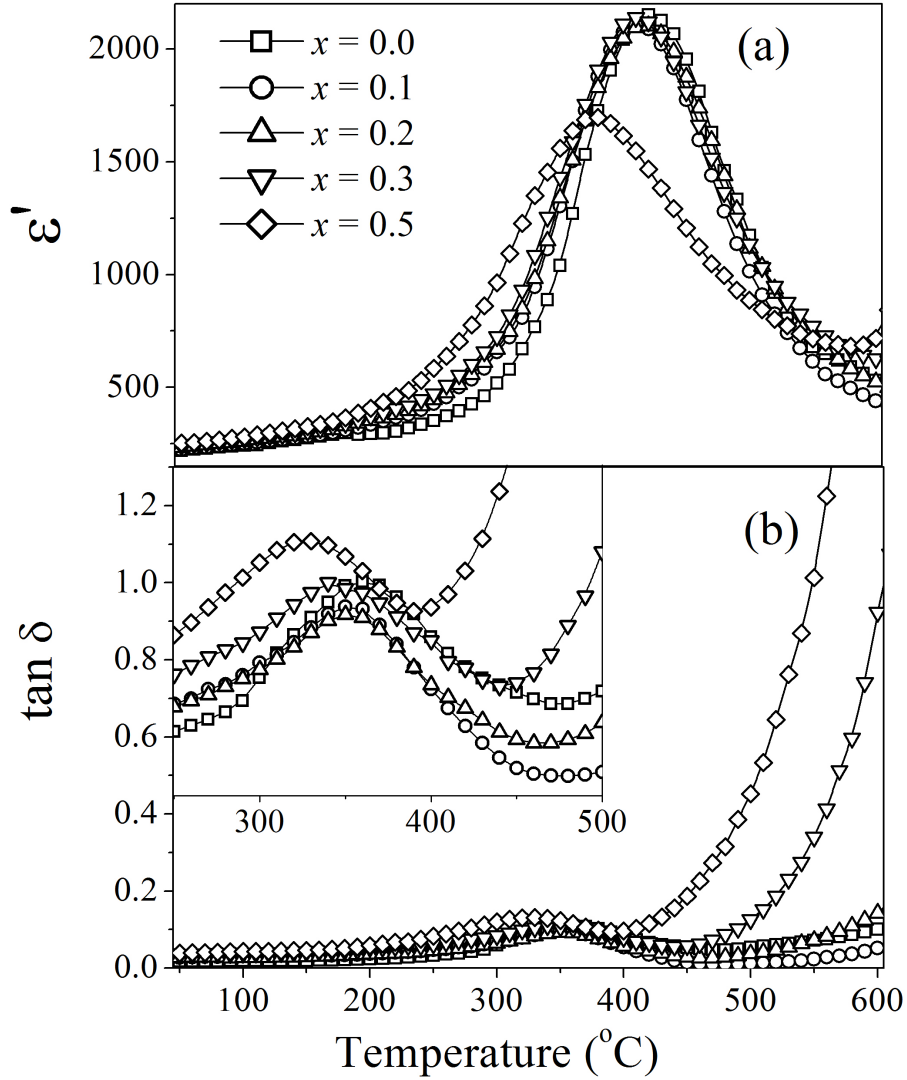 2000
1500
1000
500
ε'
(a)
x = 0.0
x = 0.1
x = 0.2
x = 0.3
x = 0.5
1.2
1.0
0.8
0.6
0.4
0.2
0.0
tan δ
(b)
300 400 500
100 200 300 400 500 600
Temperature (°C)